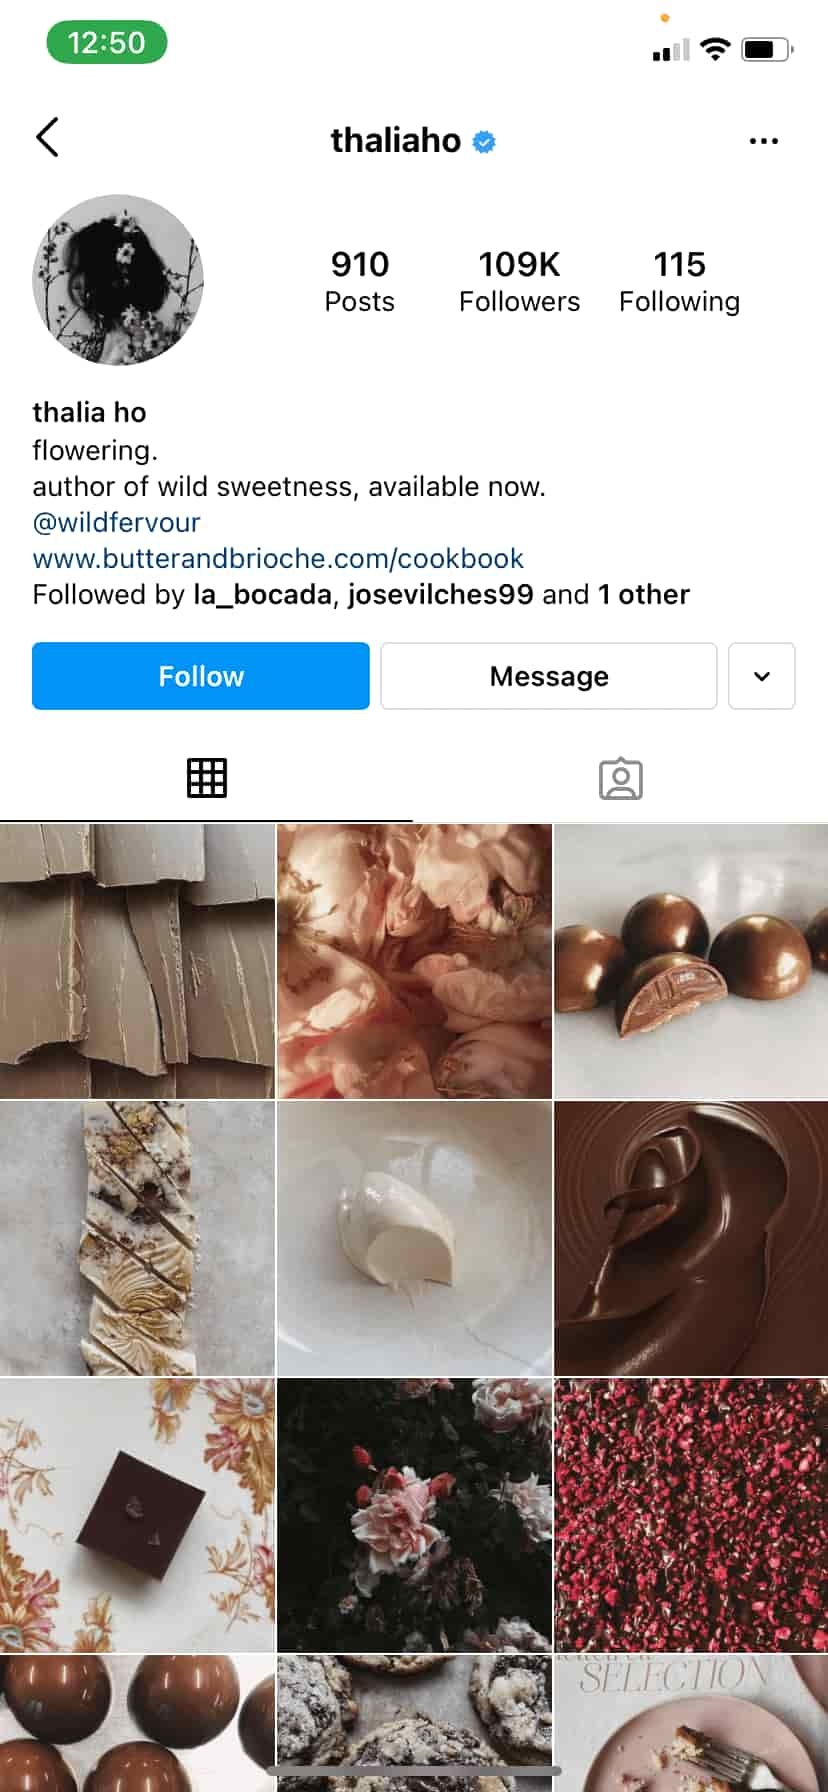 12:50
thaliaho
910 109K 115
Posts Followers Following
thalia ho
flowering.
author of wild sweetness, available now.
@wildfervour
www.butterandbrioche.com/cookbook
Followed by la_bocada, josevilches99 and 1 other
Follow Message
SELECTION